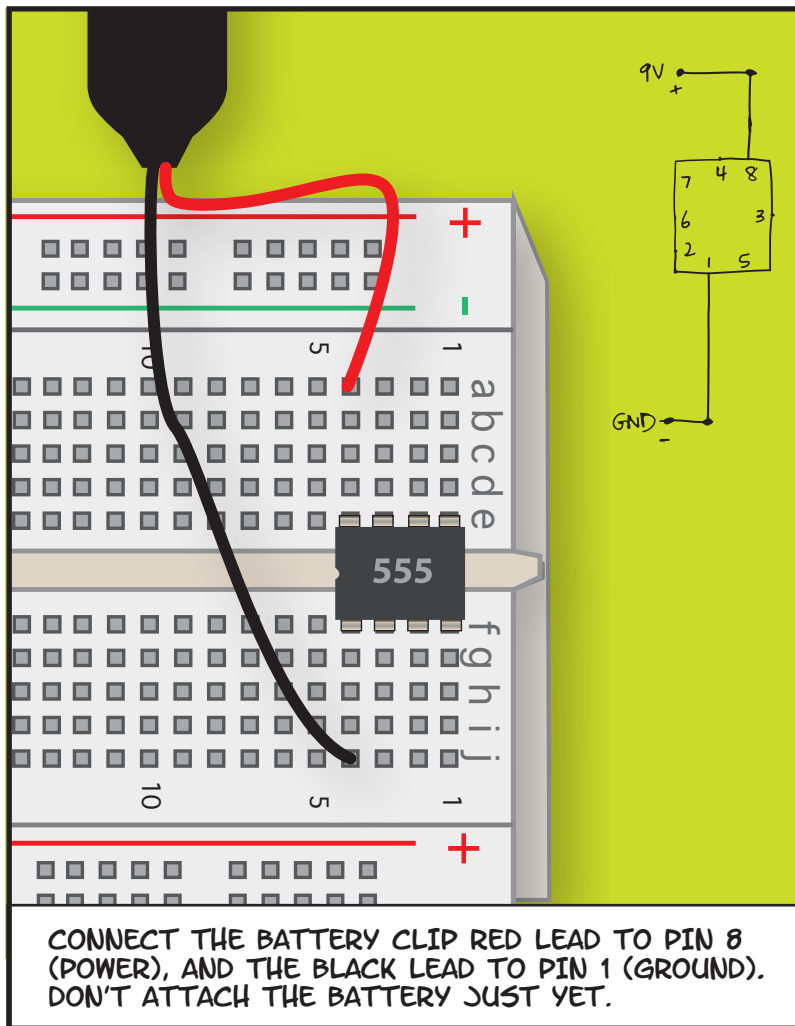 9V
+
7 4 8
6 3
2 1 5
GND
-
+
-
10 5 1
a
b
c
d
e
555
f
g
h
i
j
10 5 1
+
CONNECT THE BATTERY CLIP RED LEAD TO PIN 8
(POWER), AND THE BLACK LEAD TO PIN 1 (GROUND).
DON'T ATTACH THE BATTERY JUST YET.